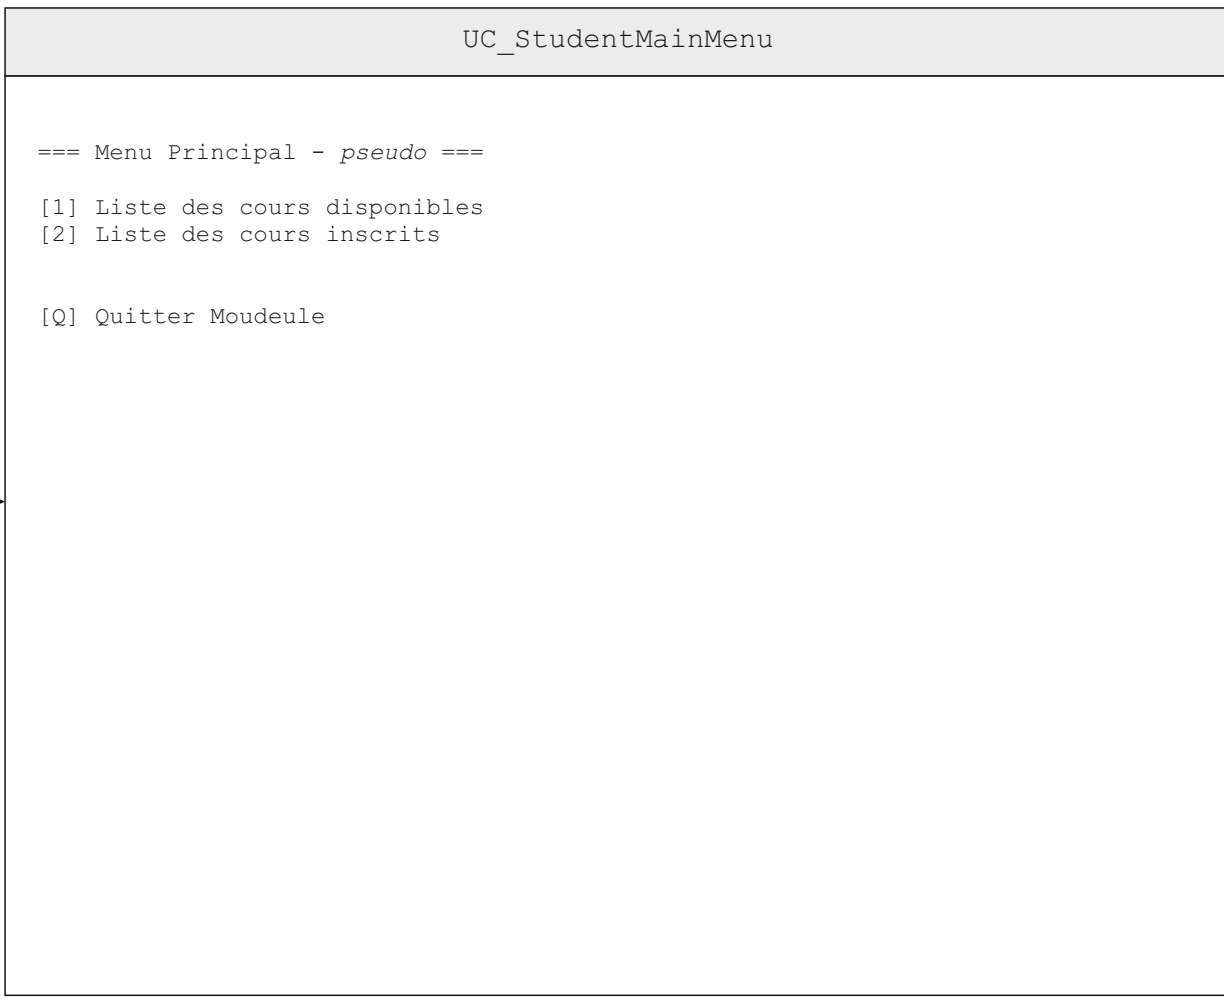 UC_StudentMainMenu
=== Menu Principal - pseudo ===
[1] Liste des cours disponibles
[2] Liste des cours inscrits
[Q] Quitter Moudeule